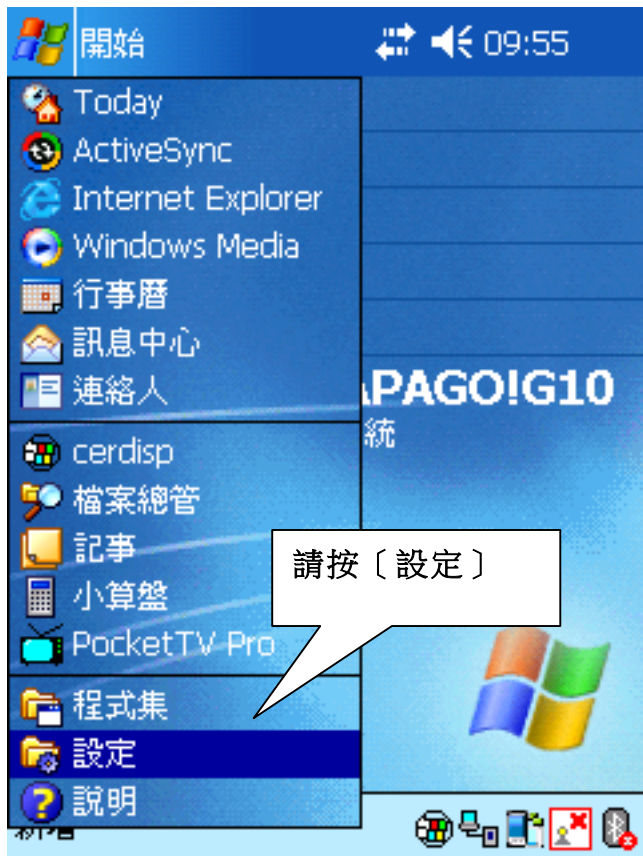 開始 09:55
Today
ActiveSync
Internet Explorer
Windows Media
行事曆
訊息中心
連絡人
PAGO!G10
統
cerdisp
檔案總管
記事
小算盤
PocketTV Pro
請按〔設定〕
程式集
設定
説明